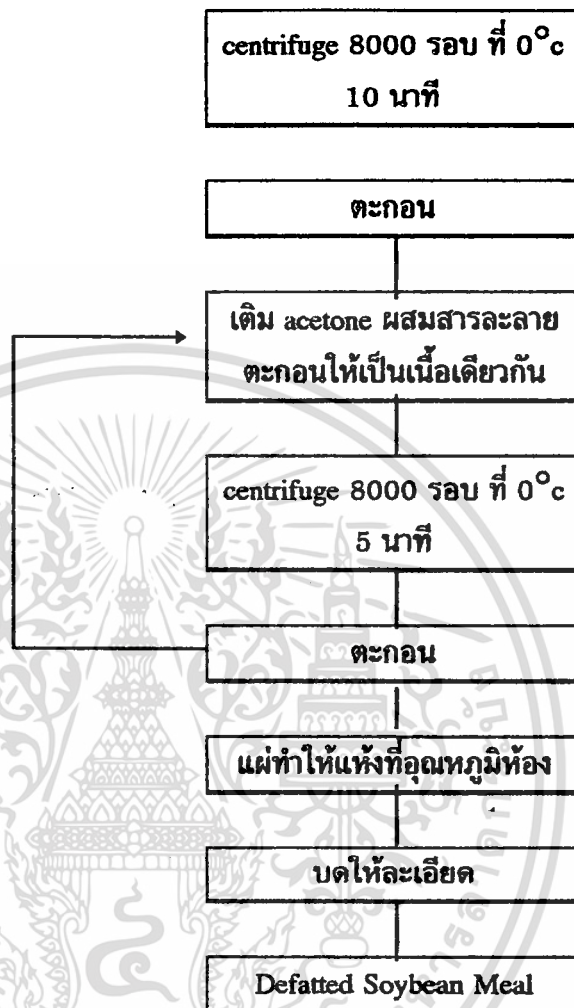 centrifuge 8000 รอบ ที่ 0°c
10 นาที
ตะกอน
เติม acetone ผสมสารละลาย
ตะกอนให้เป็นเนื้อเดียวกัน
centrifuge 8000 รอบ ที่ 0°c
5 นาที
ตะกอน
แผ่ทำให้แห้งที่อุณหภูมิห้อง
บดให้ละเอียด
Defatted Soybean Meal